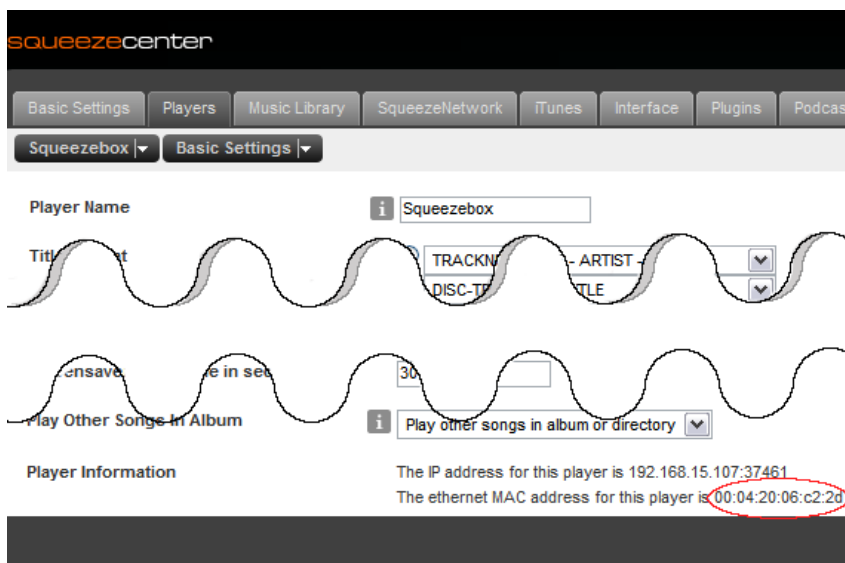 squeezecenter
Basic Settings Players Music Library SqueezeNetwork iTunes Interface Plugins
Squeezebox Basic Settings
Player Name i Squeezebox
ARTIST -
30
Play Other Songs In Album i Play other songs in album or directory
Player Information The IP address for this player is 192.168.15.107:37461
The ethernet MAC address for this player is 00:04:20:06:c2:2d